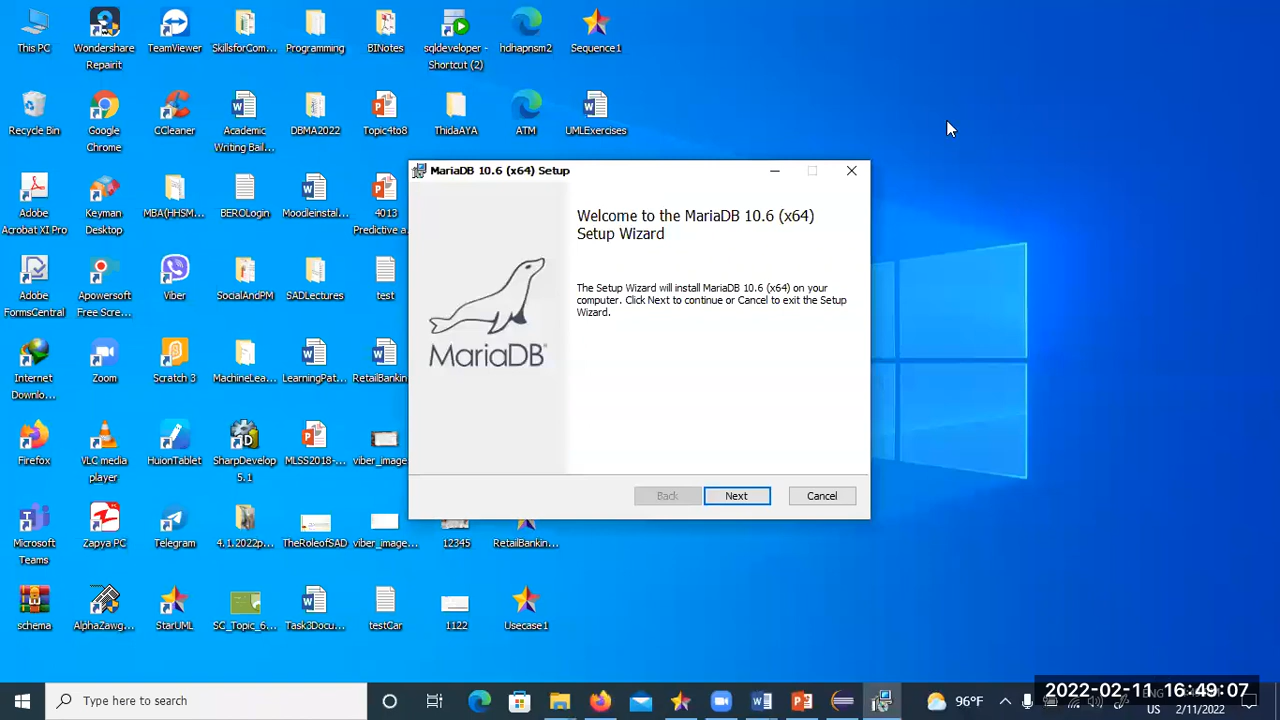 This PC
Wondershare
Repairit
TeamViewer
SkillsforCom...
Programming
BINotes
sqldeveloper -
Shortcut (2)
hdhapnsm2
Sequence1
Recycle Bin
Google
Chrome
CCleaner
Academic
Writing Bail...
DBMA2022
Topic4to8
ThidaAYA
ATM
UMLExercises
Adobe
Acrobat XI Pro
Keyman
Desktop
MBA(HHSM...
BEROLogin
Moodleinstal...
4013
Predictive a...
Adobe
FormsCentral
Apowersoft
Free Scree...
Viber
SocialAndPM
SADLectures
test
Internet
Downlo...
Zoom
Scratch 3
MachineLea...
LearningPat...
RetailBankin...
Firefox
VLC media
player
HuionTablet
SharpDevelop
5.1
MLSS2018-...
viber_image...
Microsoft
Teams
Zapya PC
Telegram
4.1.2022p...
TheRoleofSAD
viber_image...
12345
RetailBankin...
schema
AlphaZawg...
StarUML
SC_Topic_6...
Task3Docu...
testCar
1122
Usecase1
MariaDB 10.6 (x64) Setup
Welcome to the MariaDB 10.6 (x64)
Setup Wizard
The Setup Wizard will install MariaDB 10.6 (x64) on your
computer. Click Next to continue or Cancel to exit the Setup
Wizard.
MariaDB
Back
Next
Cancel
Type here to search
96°F
2022-02-11 16:49:07
US
2/11/2022